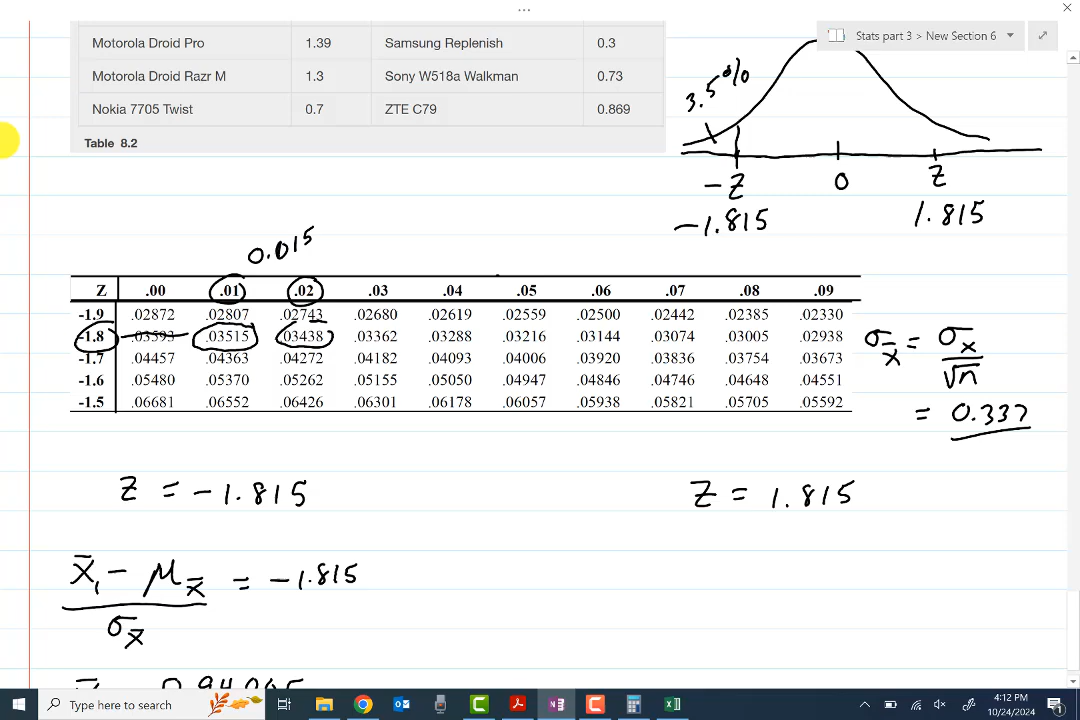 Stats part 3 > New Section 6
Motorola Droid Pro 1.39 Samsung Replenish 0.3
Motorola Droid Razr M 1.3 Sony W518a Walkman 0.73
Nokia 7705 Twist 0.7 ZTE C79 0.869
Table 8.2
3.5%
-Z 0 Z
-1.815 1.815
0.015
Z .00 .01 .02 .03 .04 .05 .06 .07 .08 .09
-1.9 .02872 .02807 .02743 .02680 .02619 .02559 .02500 .02442 .02385 .02330
-1.8 .03593 .03515 .03438 .03362 .03288 .03216 .03144 .03074 .03005 .02938
-1.7 .04457 .04363 .04272 .04182 .04093 .04006 .03920 .03836 .03754 .03673
-1.6 .05480 .05370 .05262 .05155 .05050 .04947 .04846 .04746 .04648 .04551
-1.5 .06681 .06552 .06426 .06301 .06178 .06057 .05938 .05821 .05705 .05592
σx̄ = σx / √n
= 0.337
Z = -1.815 Z = 1.815
x̄₁ - μx̄ = -1.815
σx̄
Type here to search
4:12 PM
10/24/2024